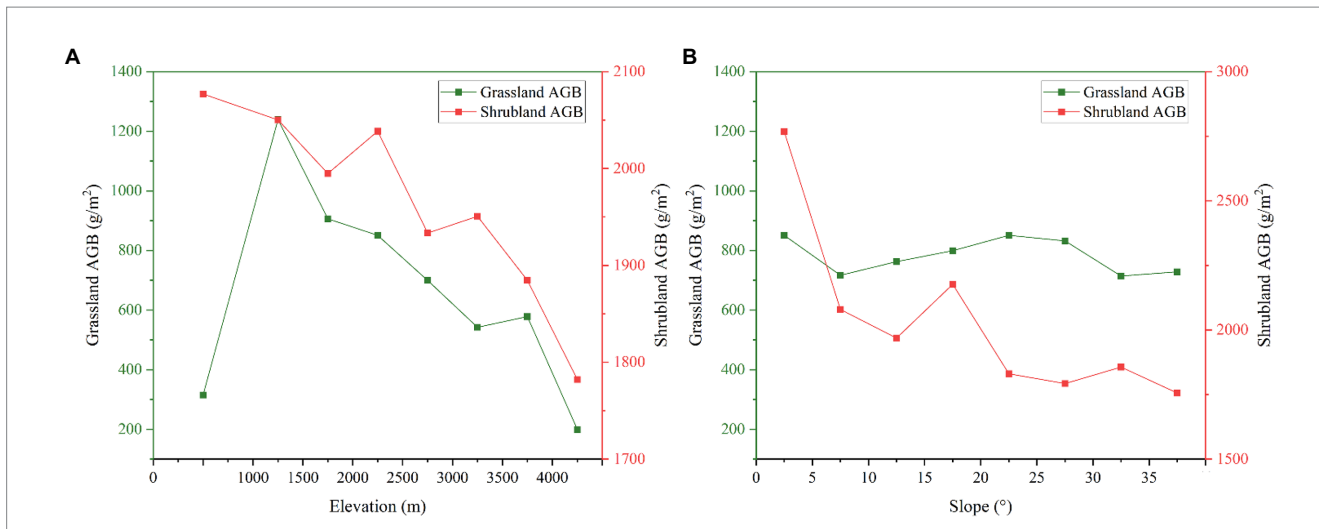 A
B
1400
1200
1000
800
600
400
200
Grassland AGB (g/m²)
Grassland AGB
Shrubland AGB
2100
2000
1900
1800
1700
Shrubland AGB (g/m²)
0 1000 1500 2000 2500 3000 3500 4000
Elevation (m)
1400
1200
1000
800
600
400
200
Grassland AGB (g/m²)
Grassland AGB
Shrubland AGB
3000
2500
2000
1500
Shrubland AGB (g/m²)
0 5 10 15 20 25 30 35
Slope (°)